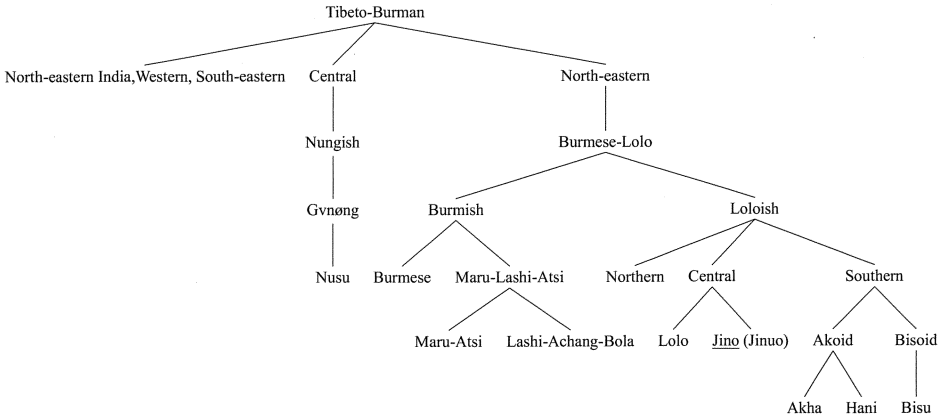 Tibeto-Burman
North-eastern India,Western, South-eastern Central North-eastern
Nungish Burmese-Lolo
Gvnøng Burmish Loloish
Nusu Burmese Maru-Lashi-Atsi Northern Central Southern
Maru-Atsi Lashi-Achang-Bola Lolo Jino (Jinuo) Akoid Bisoid
Akha Hani Bisu